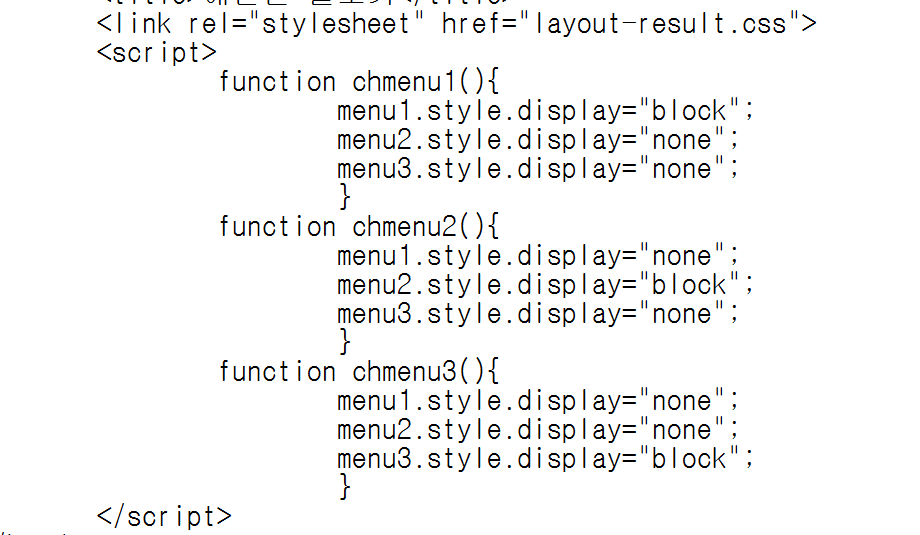 <link rel="stylesheet" href="layout-result.css">
<script>
function chmenu1(){
menu1.style.display="block";
menu2.style.display="none";
menu3.style.display="none";
}
function chmenu2(){
menu1.style.display="none";
menu2.style.display="block";
menu3.style.display="none";
}
function chmenu3(){
menu1.style.display="none";
menu2.style.display="none";
menu3.style.display="block";
}
</script>